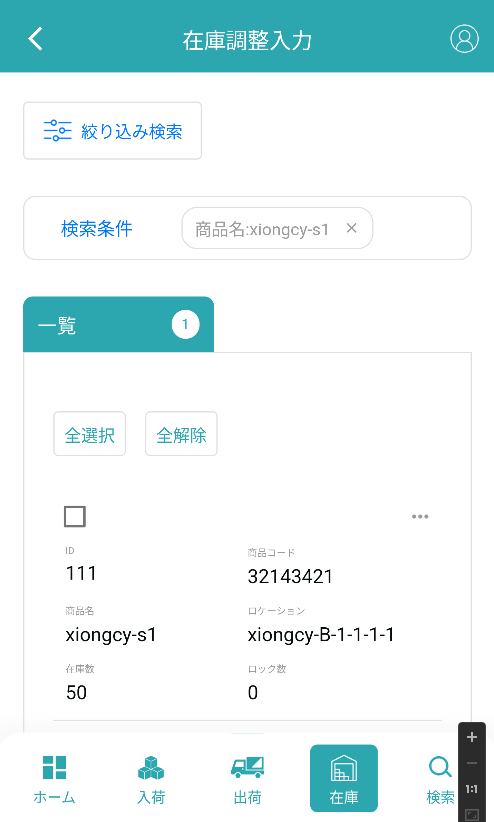 在庫調整入力
絞り込み検索
検索条件 商品名:xiongcy-s1 ×
一覧 1
全選択 全解除
ID 商品コード
111 32143421
商品名 ロケーション
xiongcy-s1 xiongcy-B-1-1-1-1
在庫数 ロック数
50 0
ホーム 入荷 出荷 在庫 検索
1:1